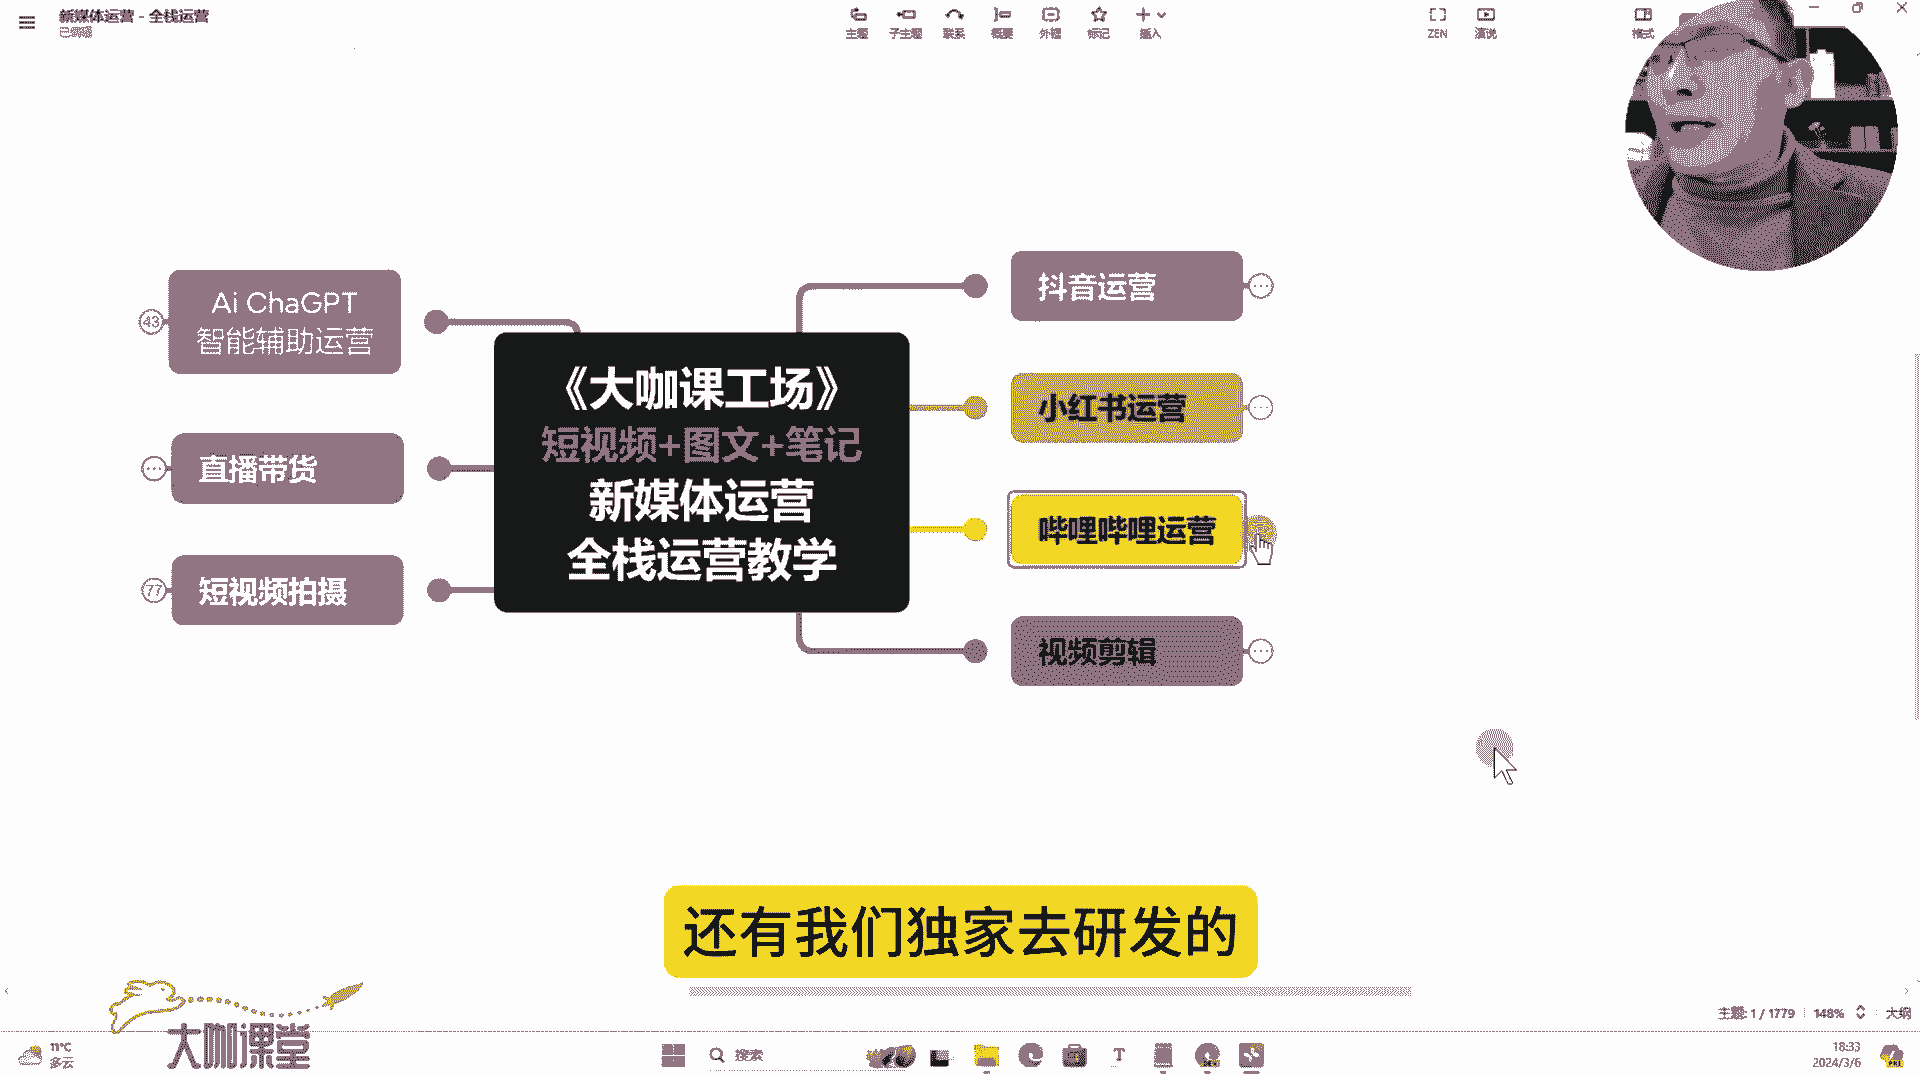 新媒体运营 - 全栈运营
主题
子主题
联系
概要
外框
标记
插入
ZEN
演说
格式
Ai ChaGPT
智能辅助运营
43
直播带货
短视频拍摄
77
《大咖课工场》
短视频+图文+笔记
新媒体运营
全栈运营教学
抖音运营
小红书运营
哔哩哔哩运营
视频剪辑
还有我们独家去研发的
大咖课堂
主题: 1 / 1779
148%
大纲
11°C
多云
搜索
18:33
2024/3/6